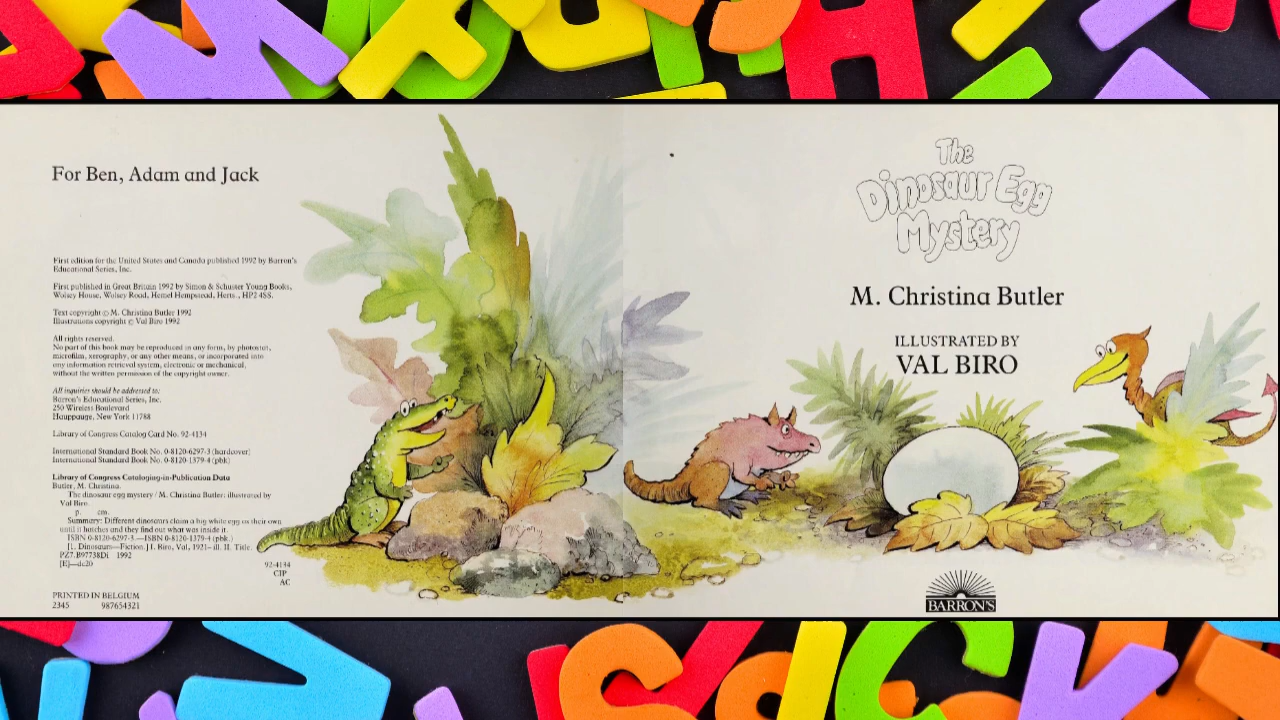 For Ben, Adam and Jack
First edition for the United States and Canada published 1992 by Barron's
Educational Series, Inc.
First published in Great Britain 1992 by Simon & Schuster Young Books,
Wolsey House, Wolsey Road, Hemel Hempstead, Herts., HP2 4SS.
Text copyright © M. Christina Butler 1992
Illustrations copyright © Val Biro 1992
All rights reserved.
No part of this book may be reproduced in any form, by photostat,
microfilm, xerography, or any other means, or incorporated into
any information retrieval system, electronic or mechanical,
without the written permission of the copyright owner.
All inquiries should be addressed to:
Barron's Educational Series, Inc.
250 Wireless Boulevard
Hauppauge, New York 11788
Library of Congress Catalog Card No. 92-4134
International Standard Book No. 0-8120-6297-3 (hardcover)
International Standard Book No. 0-8120-1379-4 (pbk)
Library of Congress Cataloging-in-Publication Data
Butler, M. Christina.
The dinosaur egg mystery / M. Christina Butler: illustrated by
Val Biro.
p. cm.
Summary: Different dinosaurs claim a big white egg as their own
until it hatches and they find out what was inside it.
ISBN 0-8120-6297-3.—ISBN 0-8120-1379-4 (pbk.)
[1. Dinosaurs—Fiction.] I. Biro, Val, 1921– ill. II. Title.
PZ7.B97738Di 1992
[E]—dc20
92-4134
CIP
AC
PRINTED IN BELGIUM
2345 987654321
The
Dinosaur Egg
Mystery
M. Christina Butler
ILLUSTRATED BY
VAL BIRO
BARRON'S